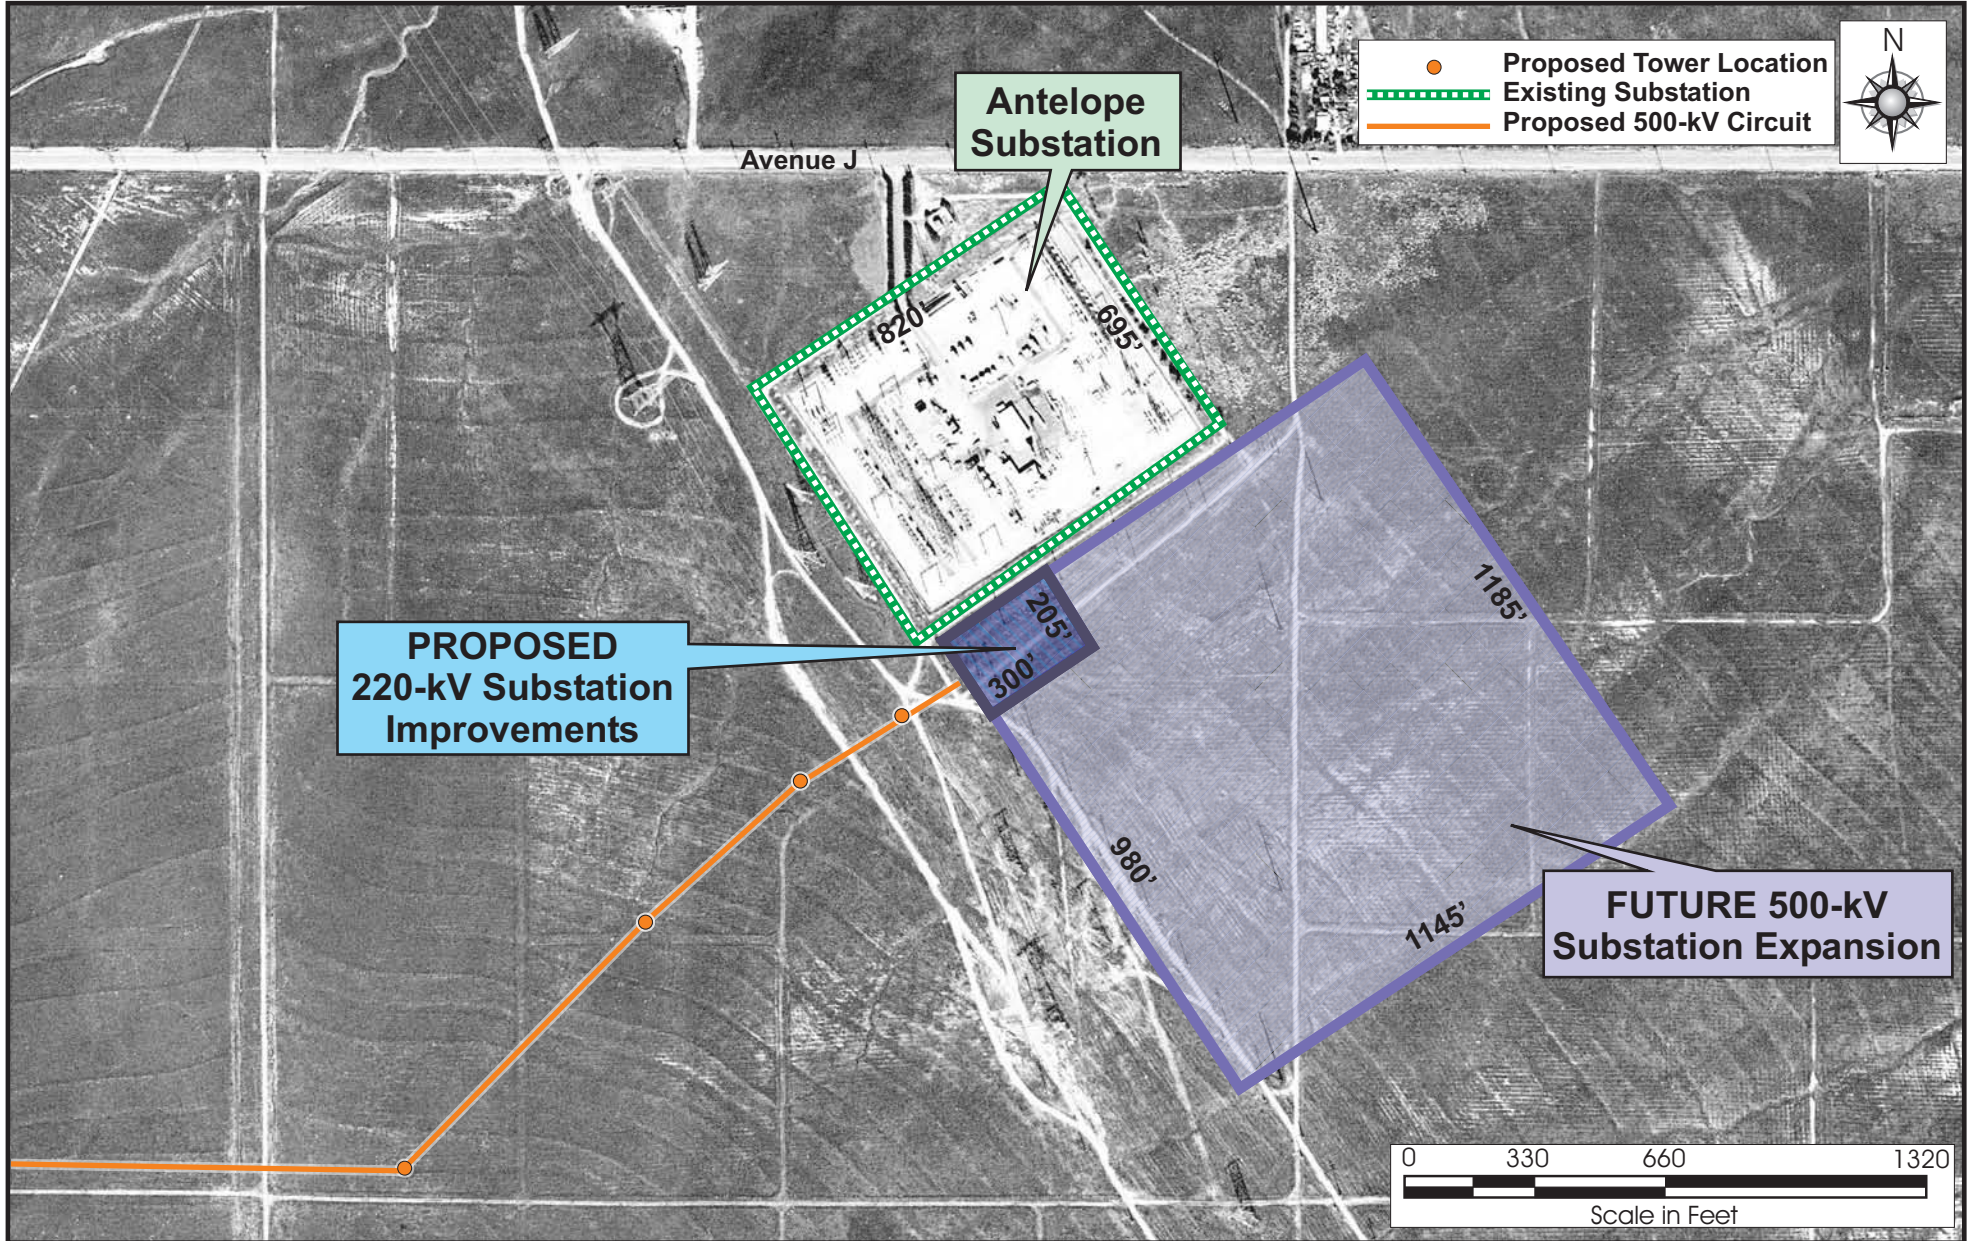 N
Proposed Tower Location
Existing Substation
Proposed 500-kV Circuit
Antelope
Substation
Avenue J
820'
695'
1185'
205'
300'
PROPOSED
220-kV Substation
Improvements
980'
1145'
FUTURE 500-kV
Substation Expansion
0 330 660 1320
Scale in Feet